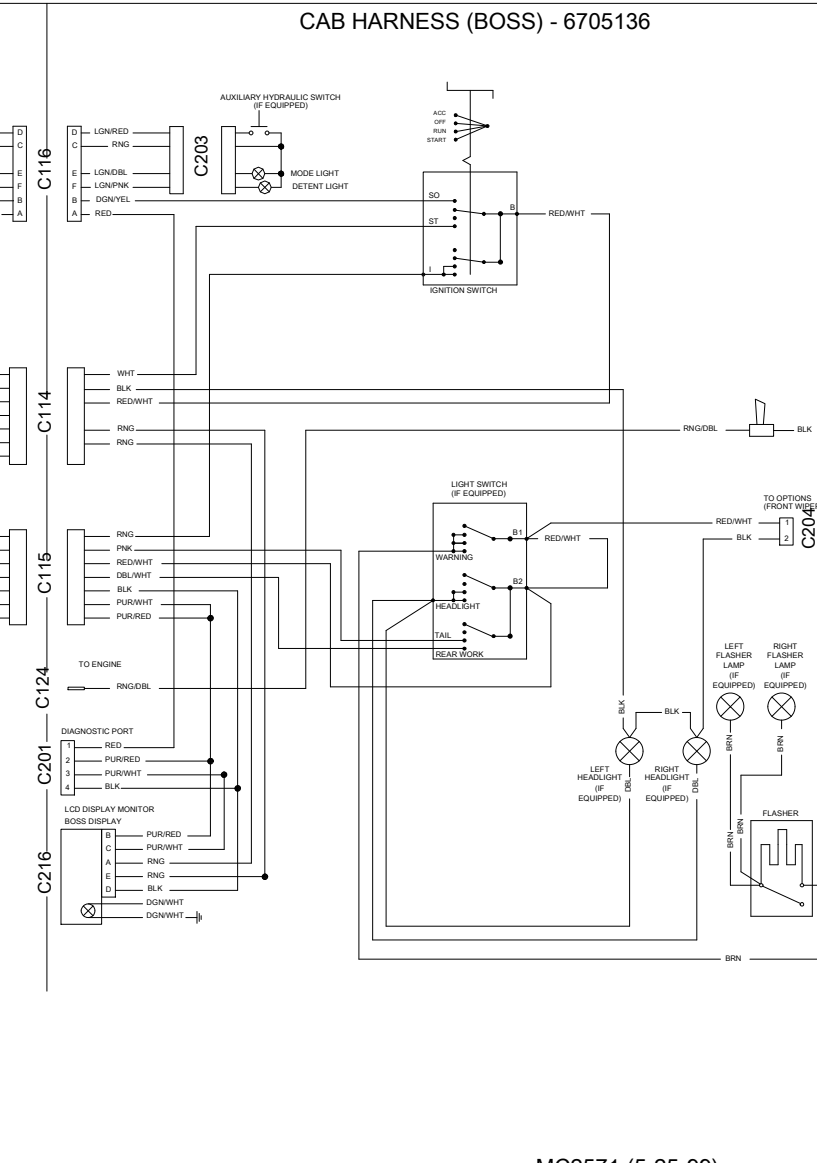 CAB HARNESS (BOSS) - 6705136
AUXILIARY HYDRAULIC SWITCH
(IF EQUIPPED)
MODE LIGHT
DETENT LIGHT
C116
D
C
E
F
B
A
D LGN/RED
C RNG
E LGN/DBL
F LGN/PNK
B DGN/YEL
A RED
C203
ACC
OFF
RUN
START
SO
ST
I
B
RED/WHT
IGNITION SWITCH
C114
WHT
BLK
RED/WHT
RNG
RNG
RNG/DBL
BLK
LIGHT SWITCH
(IF EQUIPPED)
B1
RED/WHT
WARNING
B2
HEADLIGHT
TAIL
REAR WORK
TO OPTIONS
RED/WHT 1
BLK 2
C204
C115
RNG
PNK
RED/WHT
DBL/WHT
BLK
PUR/WHT
PUR/RED
C124
TO ENGINE
RNG/DBL
LEFT
FLASHER
LAMP
(IF
EQUIPPED)
RIGHT
FLASHER
LAMP
(IF
EQUIPPED)
BLK
BLK
LEFT
HEADLIGHT
(IF
EQUIPPED)
DBL
RIGHT
HEADLIGHT
(IF
EQUIPPED)
DBL
BRN
BRN
BRN
BRN
FLASHER
C201
DIAGNOSTIC PORT
1 RED
2 PUR/RED
3 PUR/WHT
4 BLK
C216
LCD DISPLAY MONITOR
BOSS DISPLAY
B PUR/RED
C PUR/WHT
A RNG
E RNG
D BLK
DGN/WHT
DGN/WHT
BRN